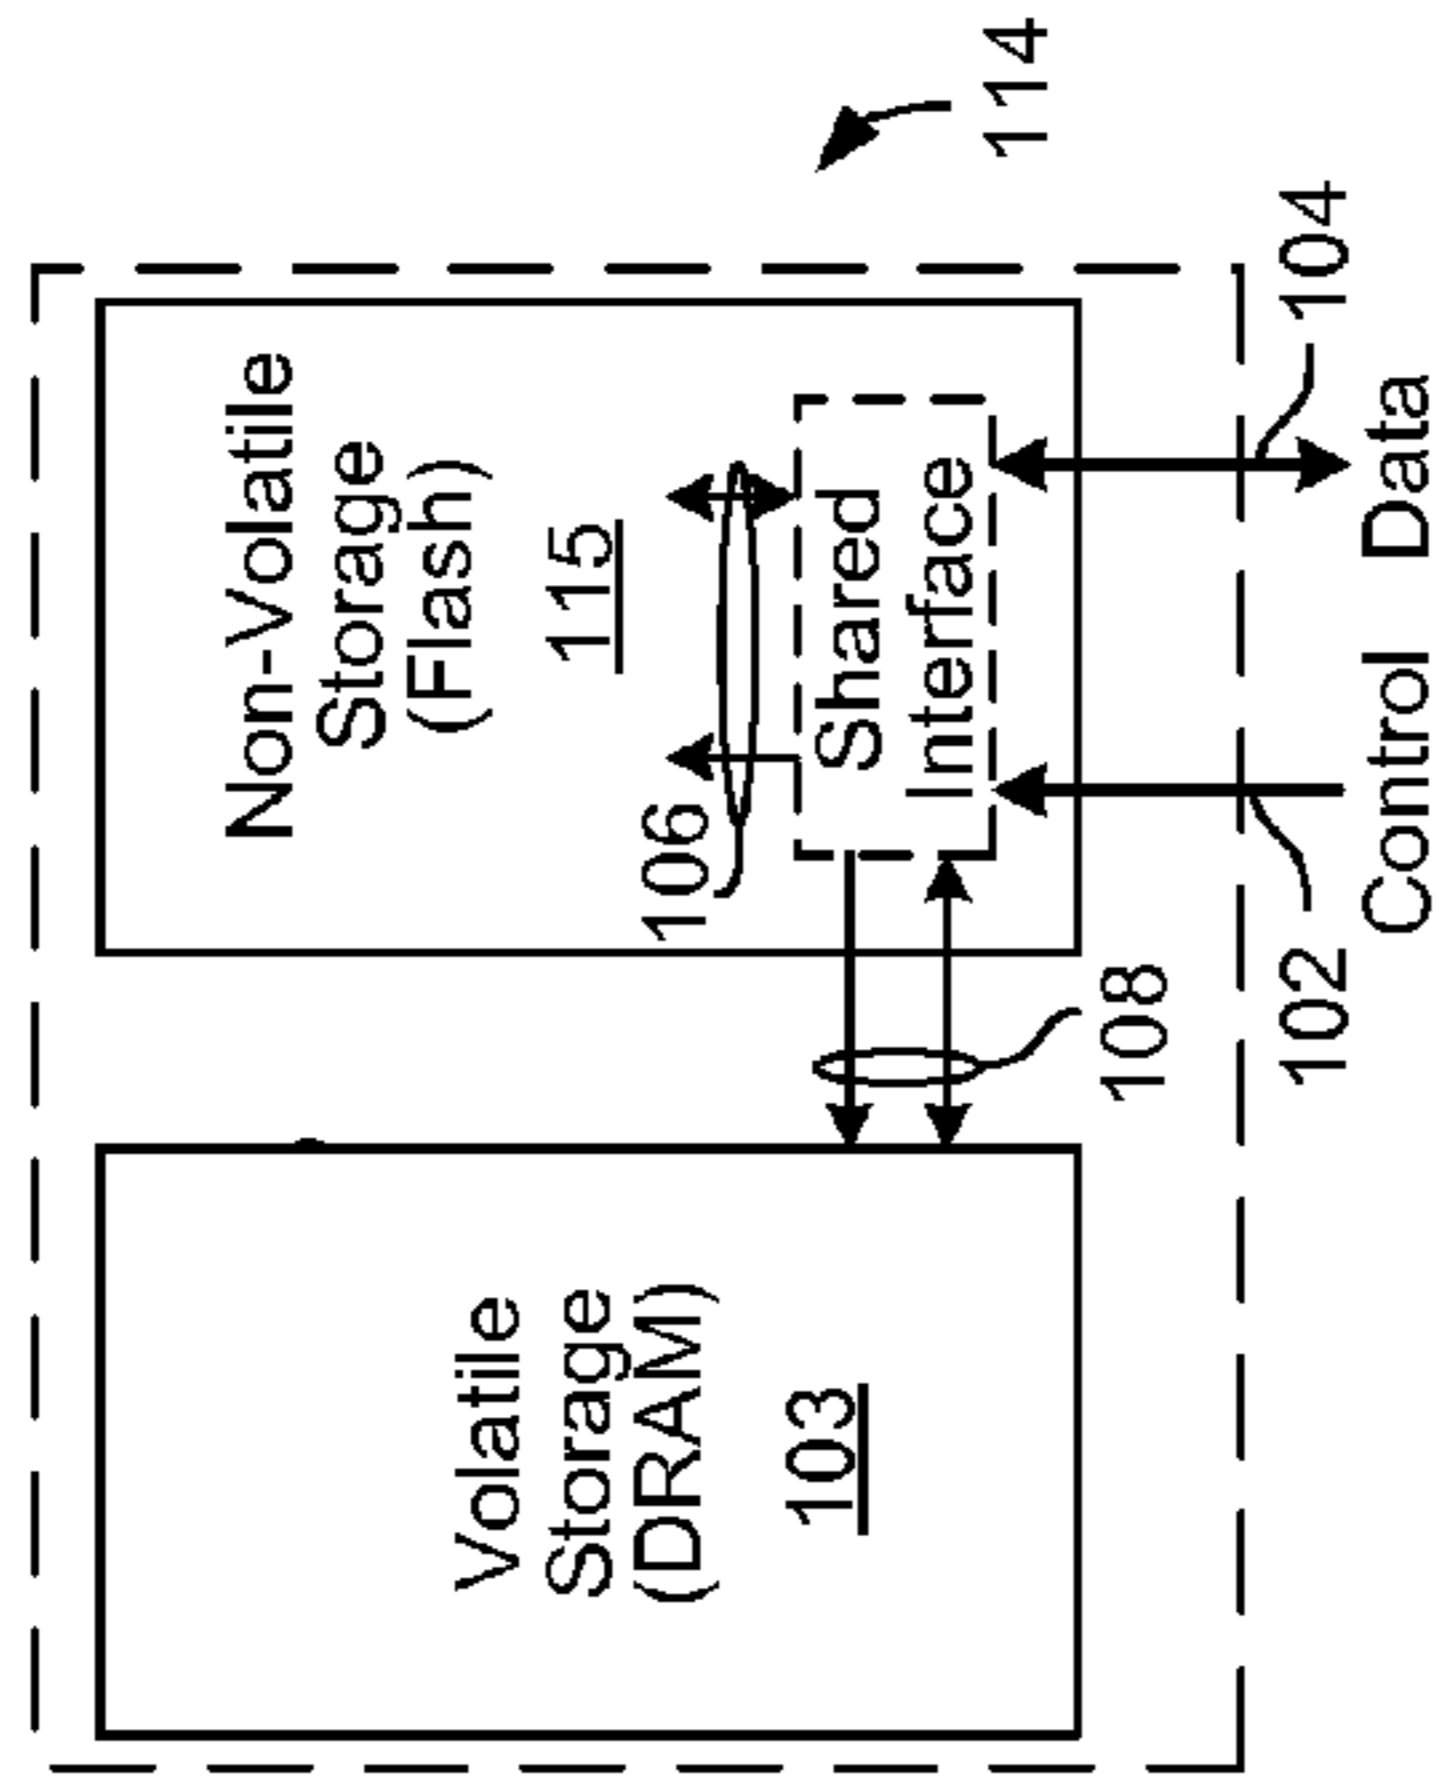 Volatile
Storage
(DRAM)
103
Non-Volatile
Storage
(Flash)
115
106
Shared
Interface
108
102
Control Data
104
114